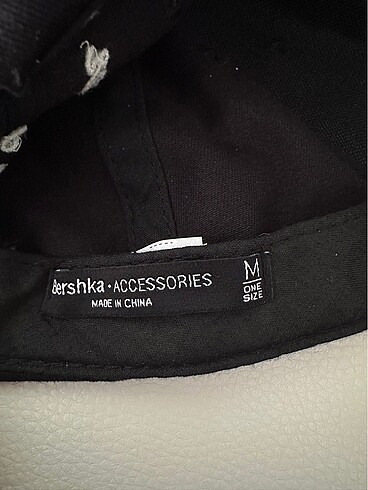 Bershka • ACCESSORIES
MADE IN CHINA
M
ONE
SIZE